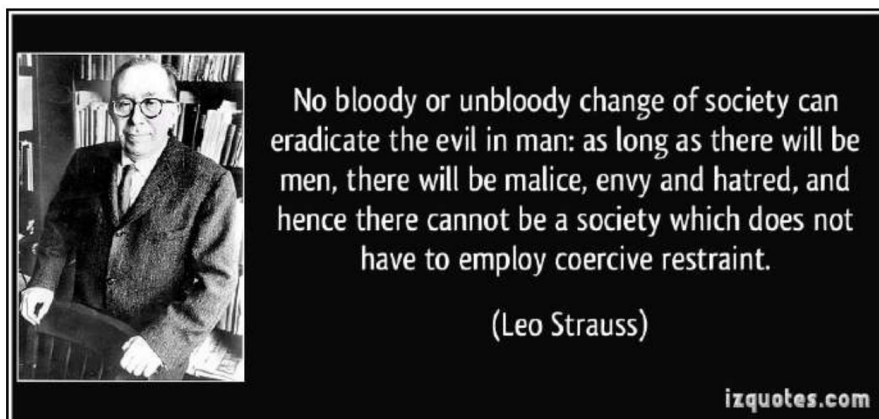 No bloody or unbloody change of society can
eradicate the evil in man: as long as there will be
men, there will be malice, envy and hatred, and
hence there cannot be a society which does not
have to employ coercive restraint.
(Leo Strauss)
izquotes.com